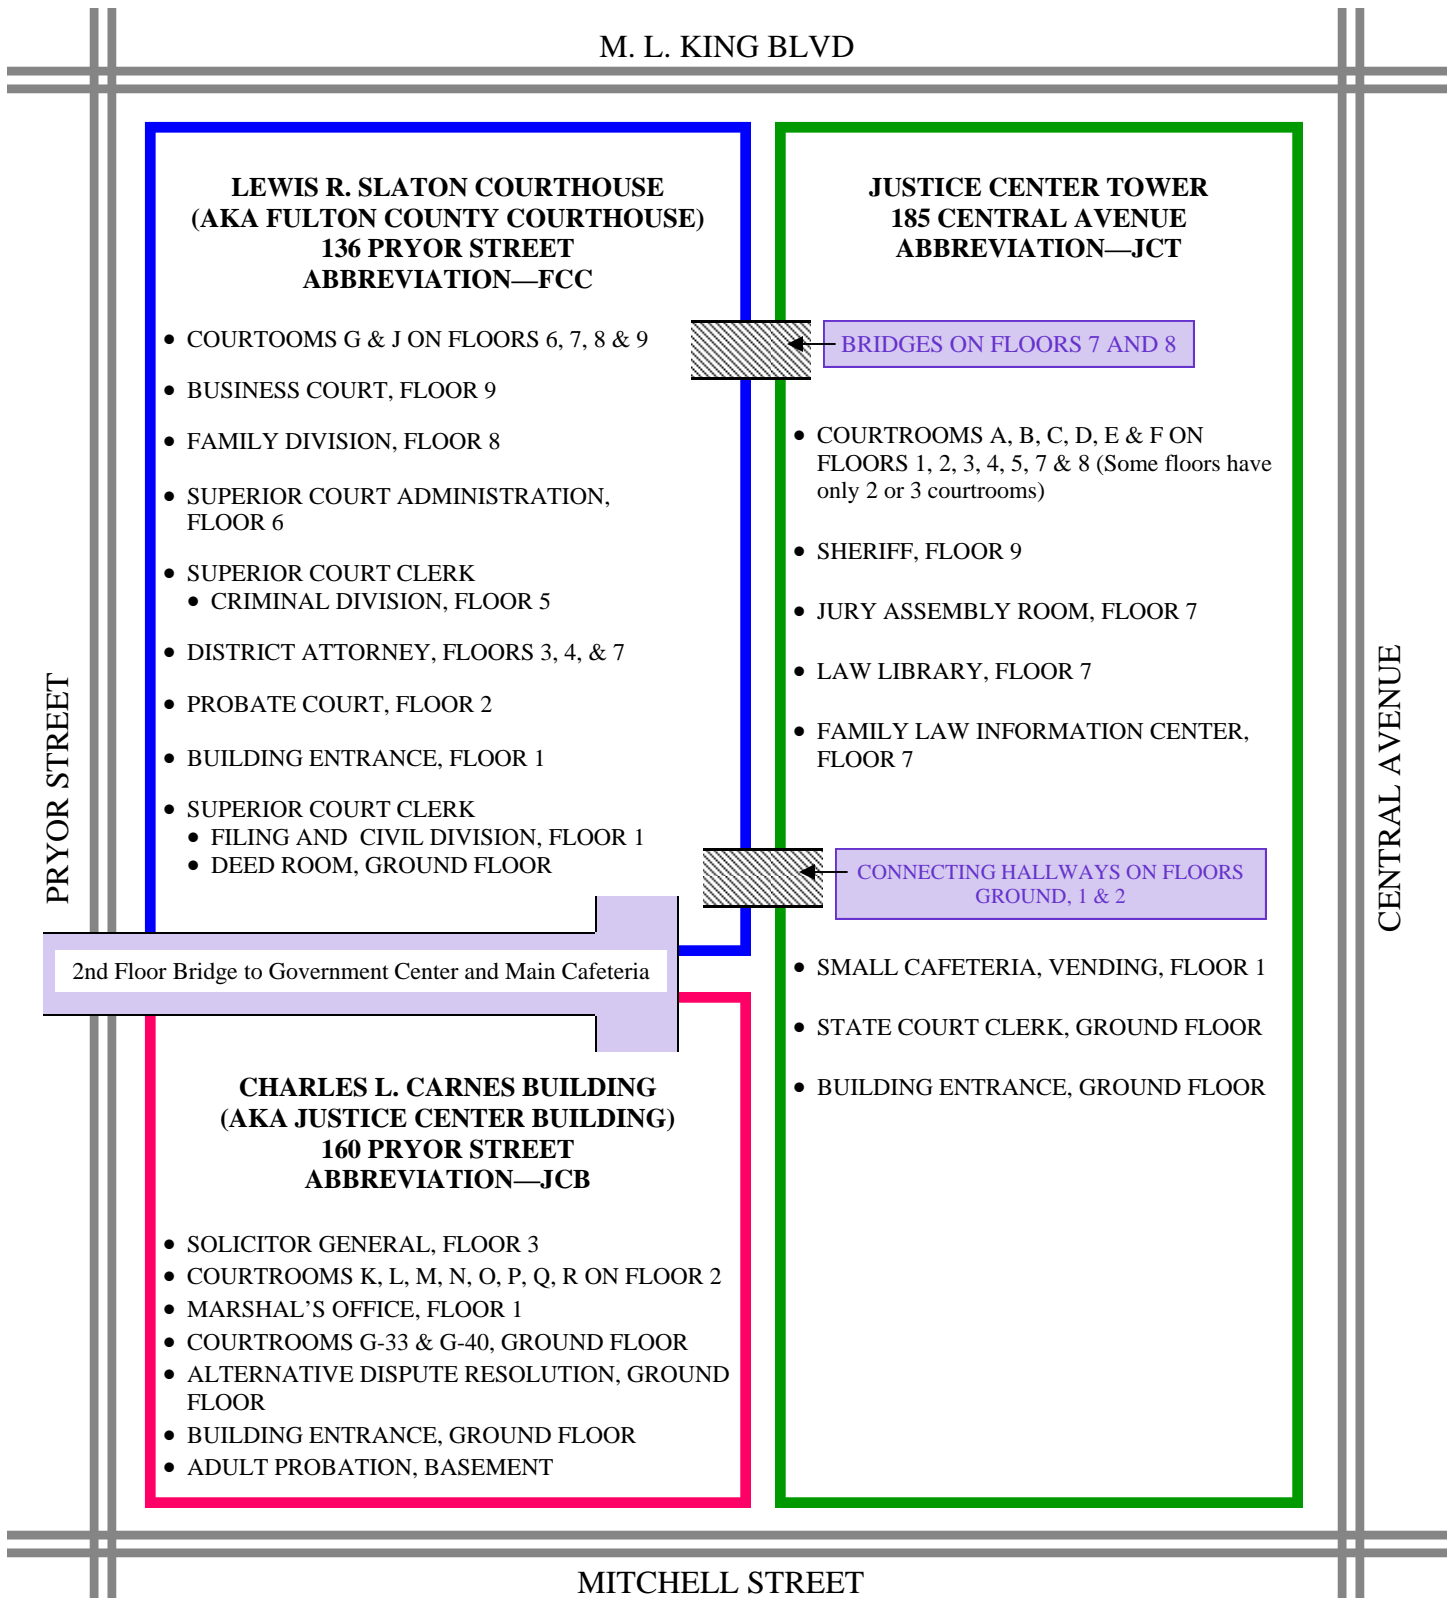 M. L. KING BLVD
LEWIS R. SLATON COURTHOUSE
(AKA FULTON COUNTY COURTHOUSE)
136 PRYOR STREET
ABBREVIATION—FCC
• COURTOOMS G & J ON FLOORS 6, 7, 8 & 9
• BUSINESS COURT, FLOOR 9
• FAMILY DIVISION, FLOOR 8
• SUPERIOR COURT ADMINISTRATION,
FLOOR 6
• SUPERIOR COURT CLERK
• CRIMINAL DIVISION, FLOOR 5
• DISTRICT ATTORNEY, FLOORS 3, 4, & 7
• PROBATE COURT, FLOOR 2
• BUILDING ENTRANCE, FLOOR 1
• SUPERIOR COURT CLERK
• FILING AND CIVIL DIVISION, FLOOR 1
• DEED ROOM, GROUND FLOOR
JUSTICE CENTER TOWER
185 CENTRAL AVENUE
ABBREVIATION—JCT
BRIDGES ON FLOORS 7 AND 8
• COURTROOMS A, B, C, D, E & F ON
FLOORS 1, 2, 3, 4, 5, 7 & 8 (Some floors have
only 2 or 3 courtrooms)
• SHERIFF, FLOOR 9
• JURY ASSEMBLY ROOM, FLOOR 7
• LAW LIBRARY, FLOOR 7
• FAMILY LAW INFORMATION CENTER,
FLOOR 7
CONNECTING HALLWAYS ON FLOORS
GROUND, 1 & 2
• SMALL CAFETERIA, VENDING, FLOOR 1
• STATE COURT CLERK, GROUND FLOOR
• BUILDING ENTRANCE, GROUND FLOOR
2nd Floor Bridge to Government Center and Main Cafeteria
CHARLES L. CARNES BUILDING
(AKA JUSTICE CENTER BUILDING)
160 PRYOR STREET
ABBREVIATION—JCB
• SOLICITOR GENERAL, FLOOR 3
• COURTROOMS K, L, M, N, O, P, Q, R ON FLOOR 2
• MARSHAL'S OFFICE, FLOOR 1
• COURTROOMS G-33 & G-40, GROUND FLOOR
• ALTERNATIVE DISPUTE RESOLUTION, GROUND
FLOOR
• BUILDING ENTRANCE, GROUND FLOOR
• ADULT PROBATION, BASEMENT
PRYOR STREET
CENTRAL AVENUE
MITCHELL STREET